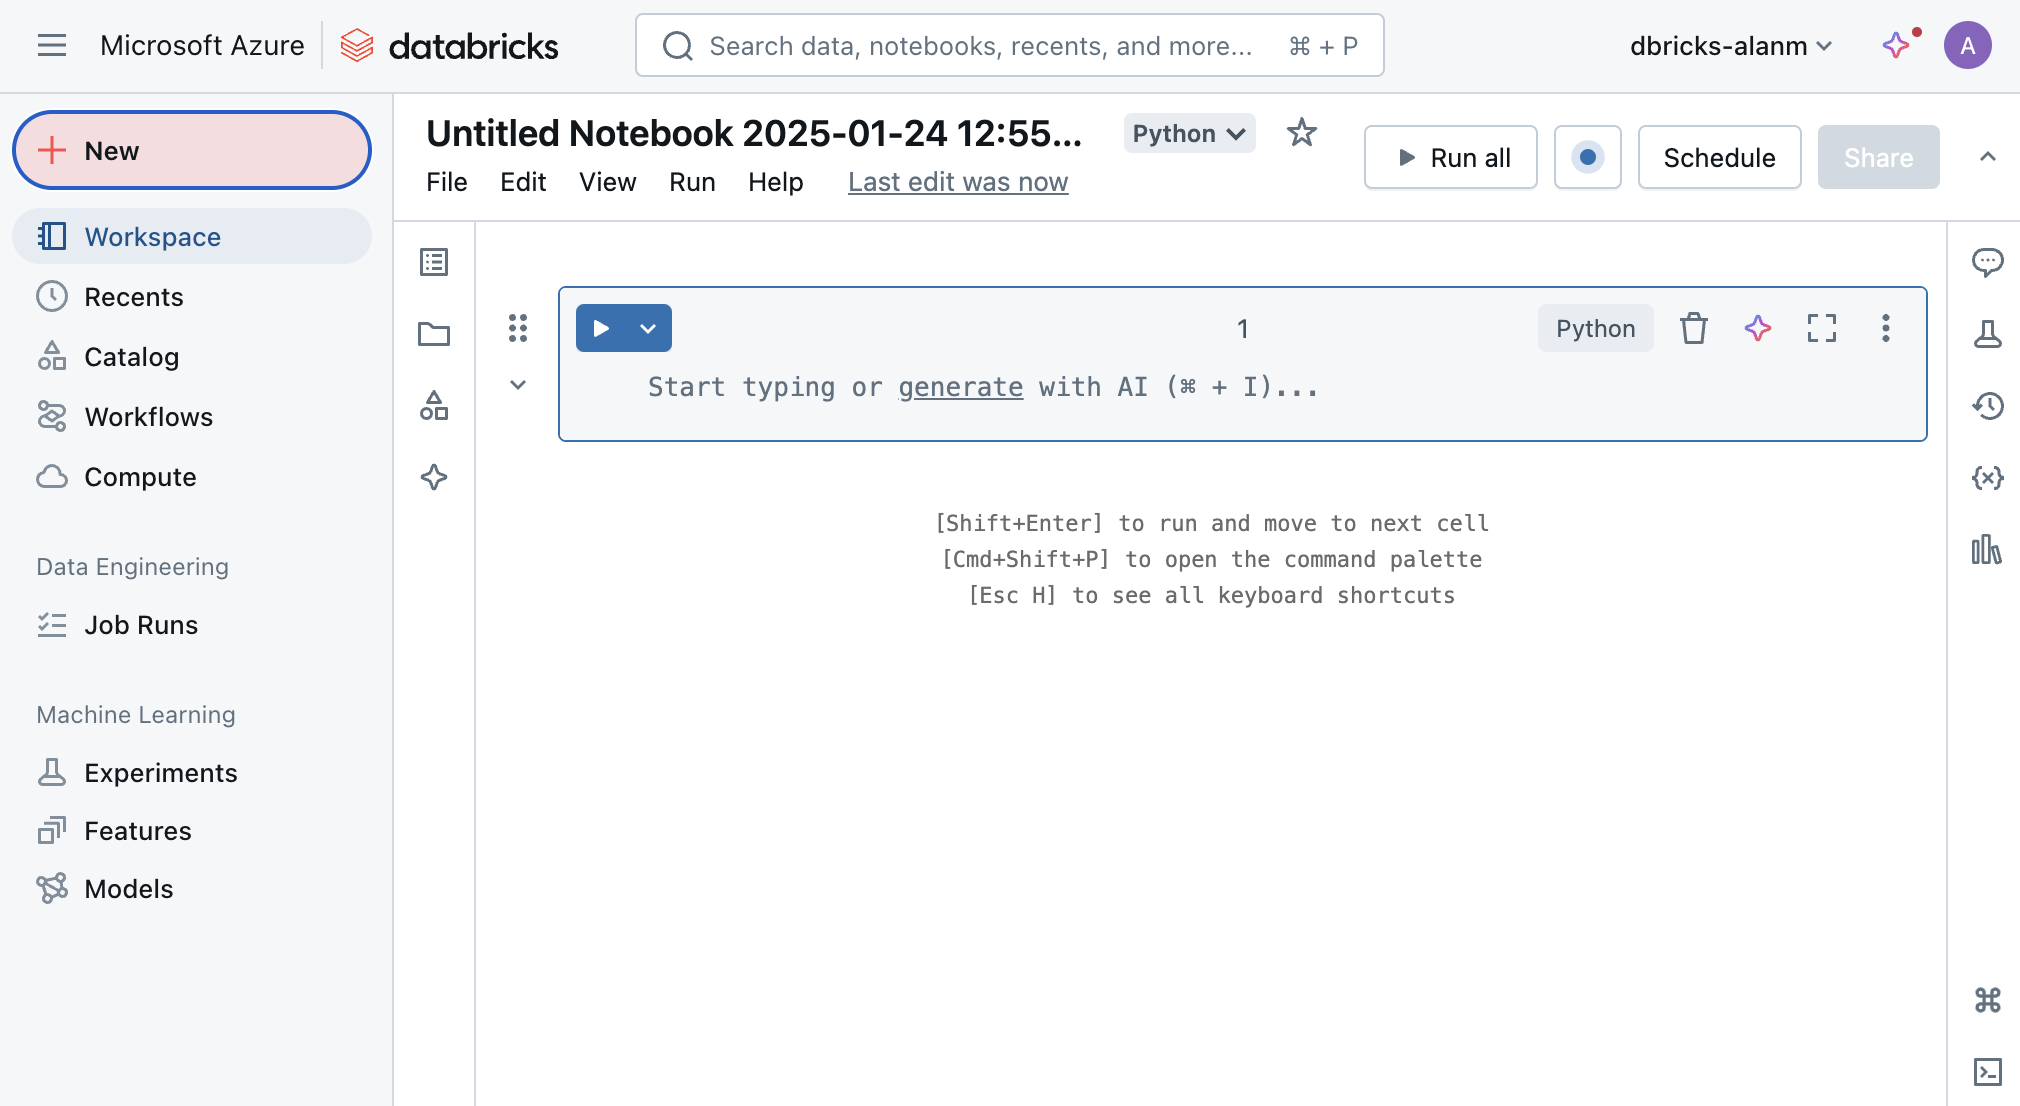 Microsoft Azure databricks
Search data, notebooks, recents, and more... ⌘ + P
dbricks-alanm
A
New
Workspace
Recents
Catalog
Workflows
Compute
Data Engineering
Job Runs
Machine Learning
Experiments
Features
Models
Untitled Notebook 2025-01-24 12:55... Python
File Edit View Run Help Last edit was now
Run all
Schedule
Share
1
Python
Start typing or generate with AI (⌘ + I)...
[Shift+Enter] to run and move to next cell
[Cmd+Shift+P] to open the command palette
[Esc H] to see all keyboard shortcuts